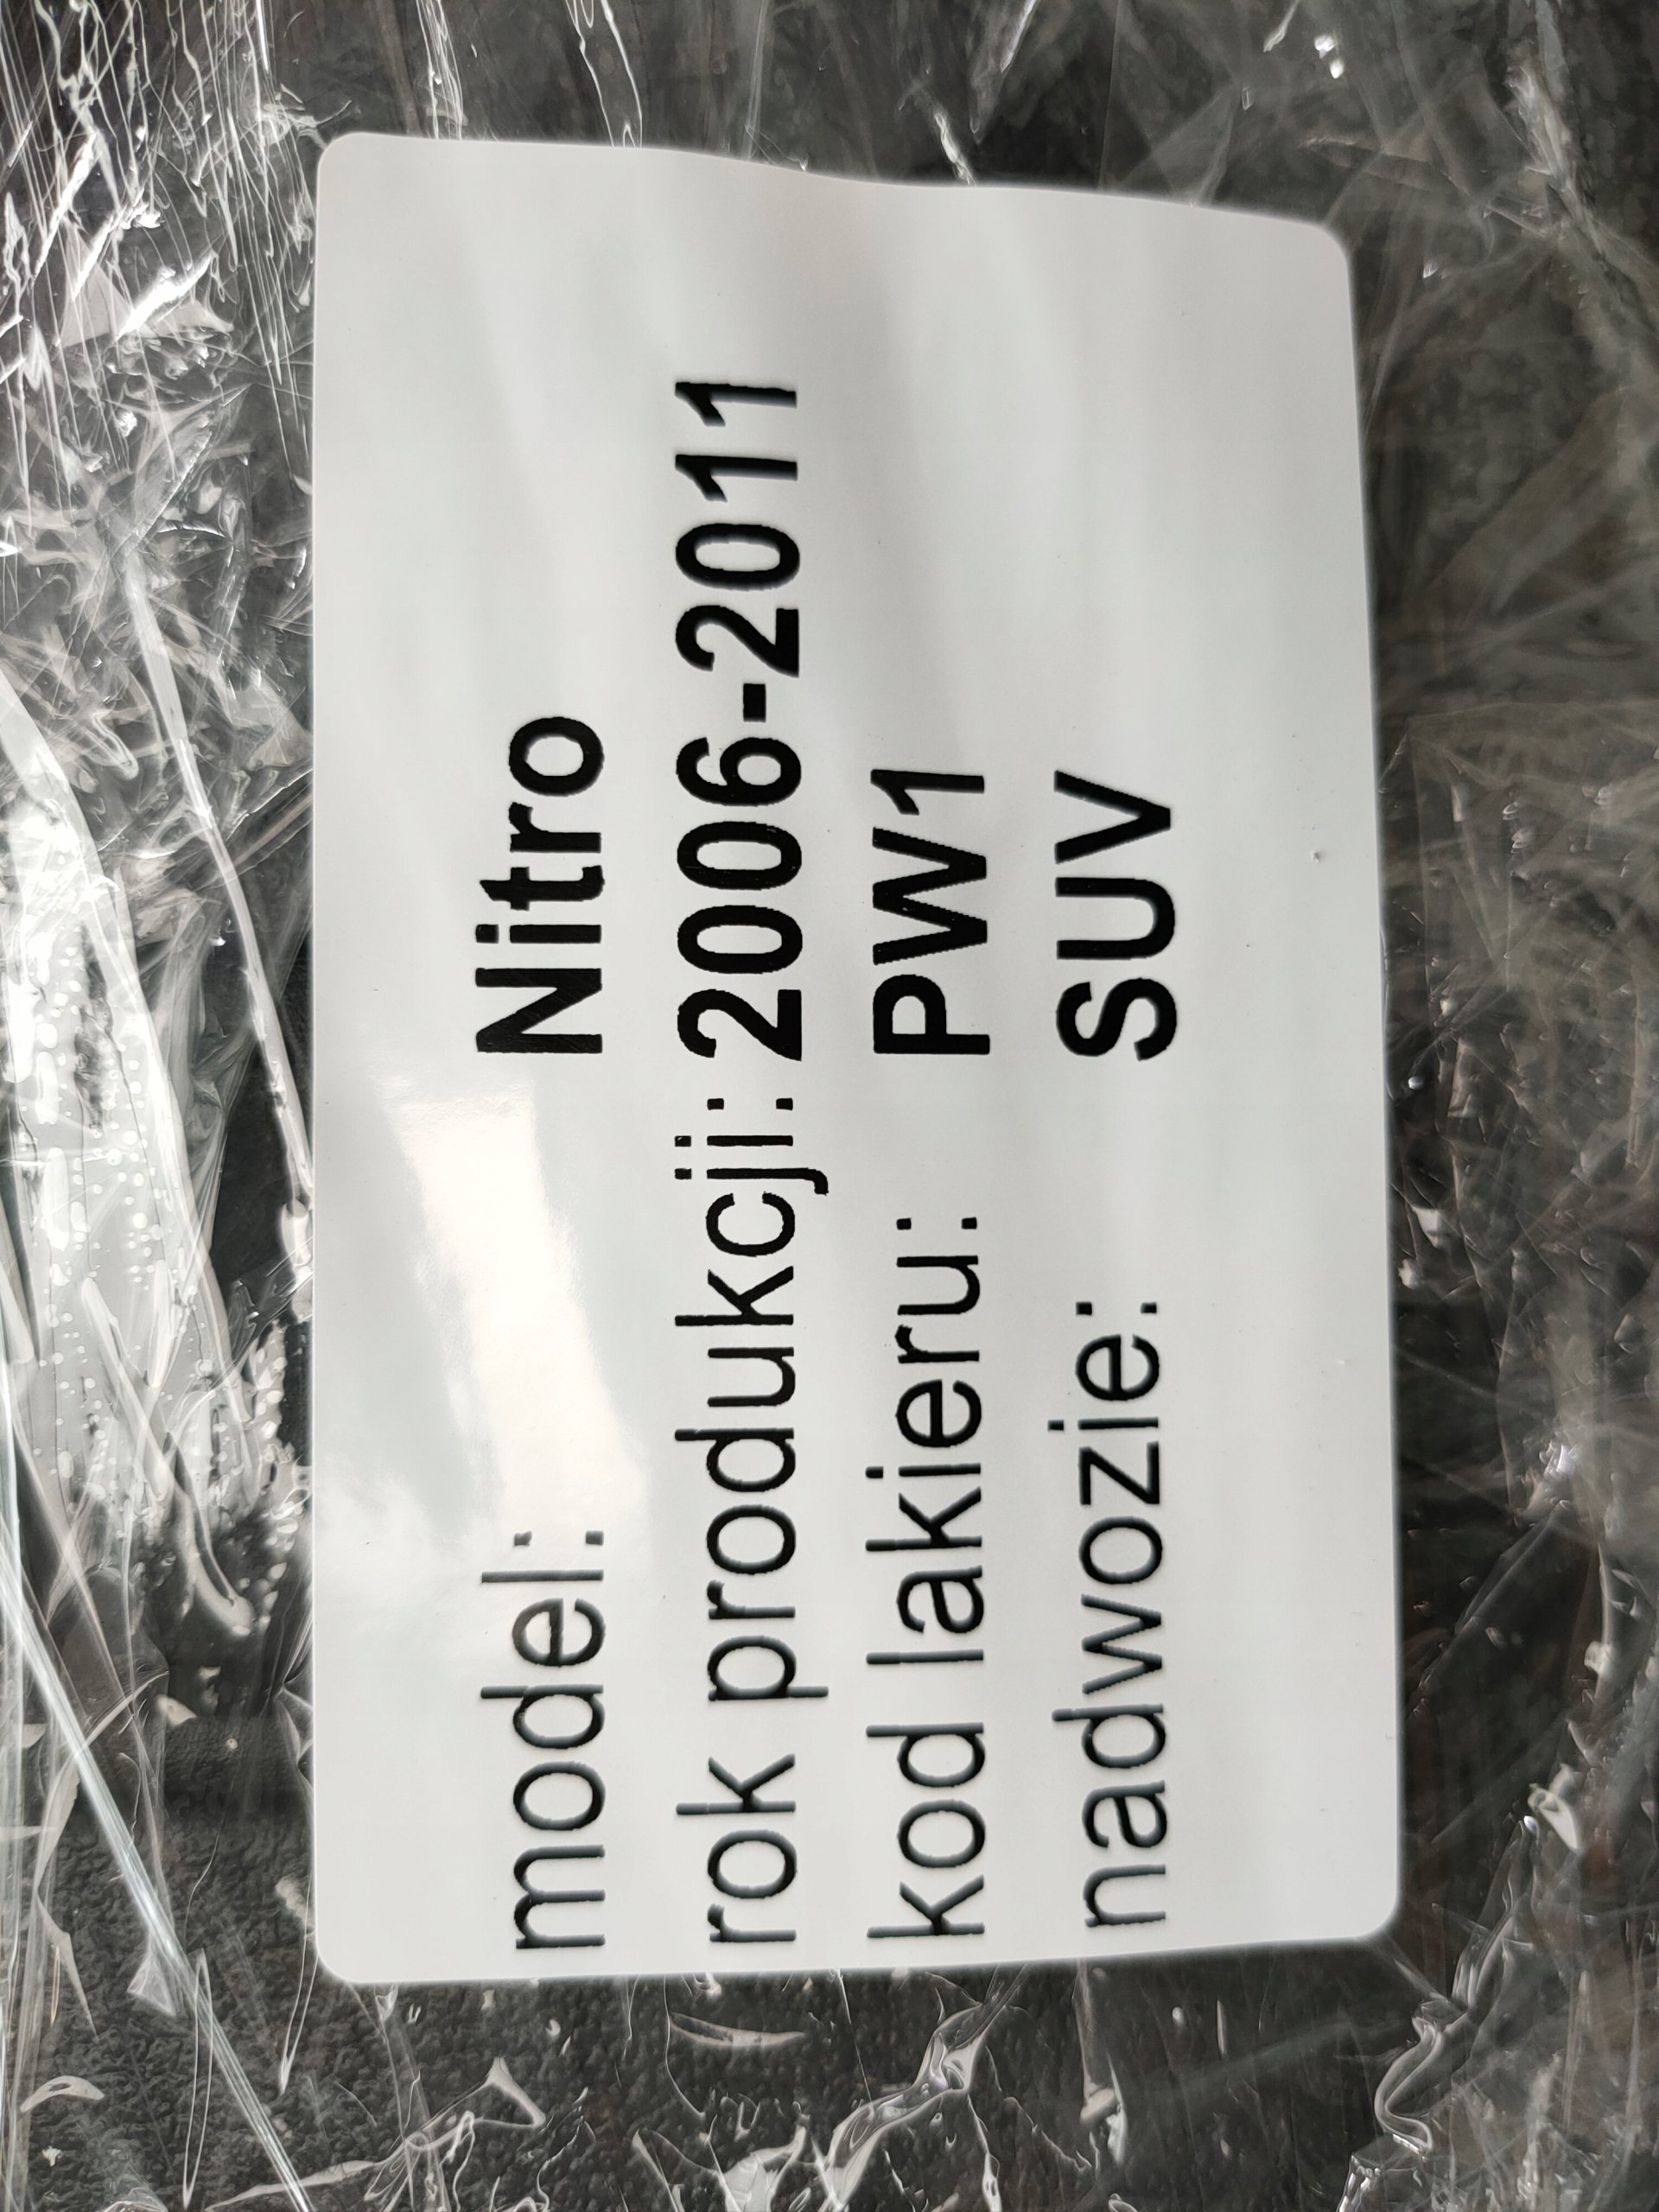 model: Nitro
rok produkcji: 2006-2011
kod lakieru: PW1
nadwozie: SUV